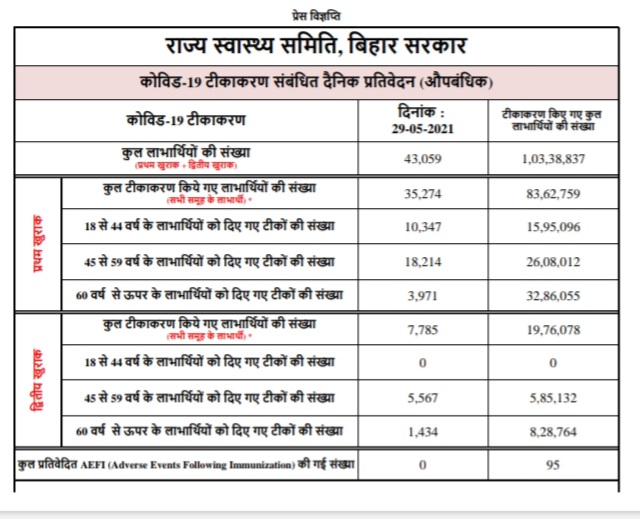 प्रेस विज्ञप्ति
राज्य स्वास्थ्य समिति, बिहार सरकार
कोविड-19 टीकाकरण संबंधित दैनिक प्रतिवेदन (औपबंधिक)
कोविड-19 टीकाकरण
दिनांक :
29-05-2021
टीकाकरण किए गए कुल
लाभार्थियों की संख्या
कुल लाभार्थियों की संख्या
(प्रथम खुराक + द्वितीय खुराक)
43,059
1,03,38,837
प्रथम खुराक
कुल टीकाकरण किये गए लाभार्थियों की संख्या
(सभी समूह के लाभार्थी) *
35,274
83,62,759
18 से 44 वर्ष के लाभार्थियों को दिए गए टीकों की संख्या
10,347
15,95,096
45 से 59 वर्ष के लाभार्थियों को दिए गए टीकों की संख्या
18,214
26,08,012
60 वर्ष से ऊपर के लाभार्थियों को दिए गए टीकों की संख्या
3,971
32,86,055
द्वितीय खुराक
कुल टीकाकरण किये गए लाभार्थियों की संख्या
(सभी समूह के लाभार्थी) *
7,785
19,76,078
18 से 44 वर्ष के लाभार्थियों को दिए गए टीकों की संख्या
0
0
45 से 59 वर्ष के लाभार्थियों को दिए गए टीकों की संख्या
5,567
5,85,132
60 वर्ष से ऊपर के लाभार्थियों को दिए गए टीकों की संख्या
1,434
8,28,764
कुल प्रतिवेदित AEFI (Adverse Events Following Immunization) की गई संख्या
0
95